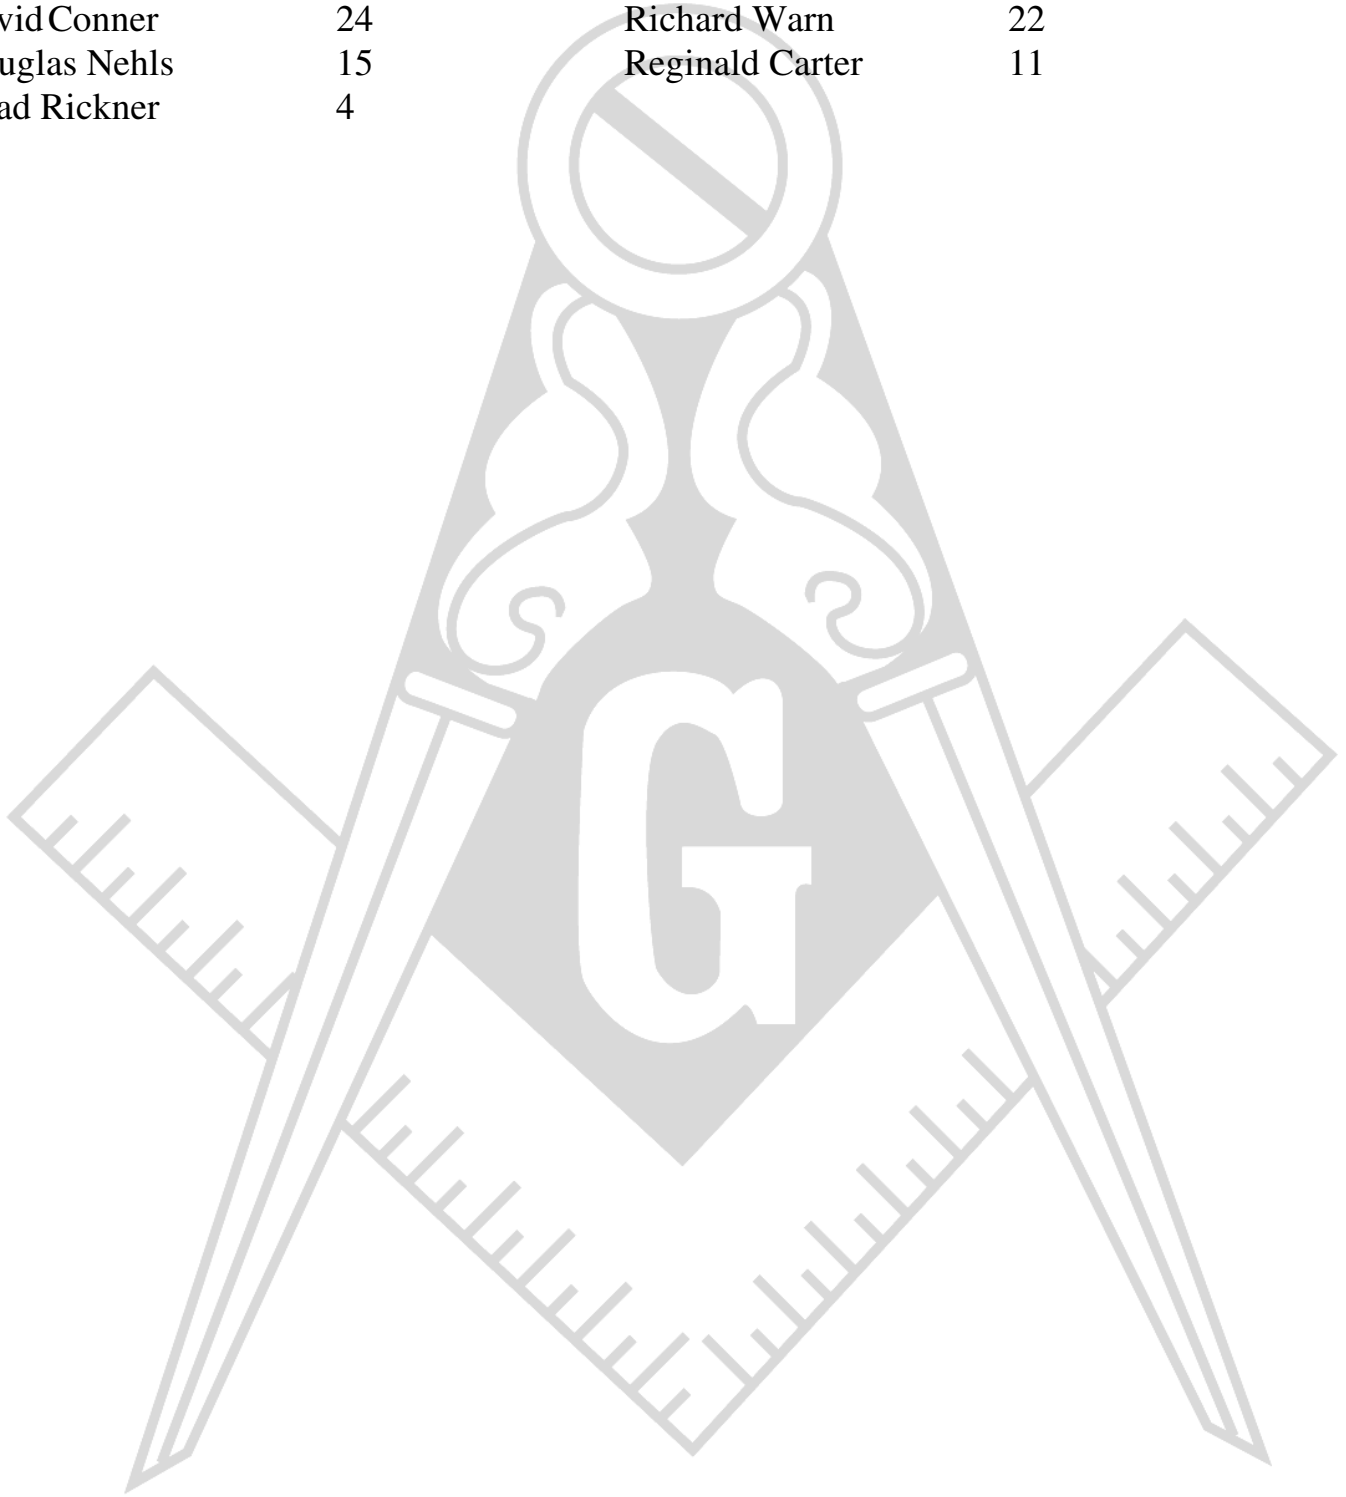 vid Conner 24 Richard Warn 22
uglas Nehls 15 Reginald Carter 11
ad Rickner 4
G